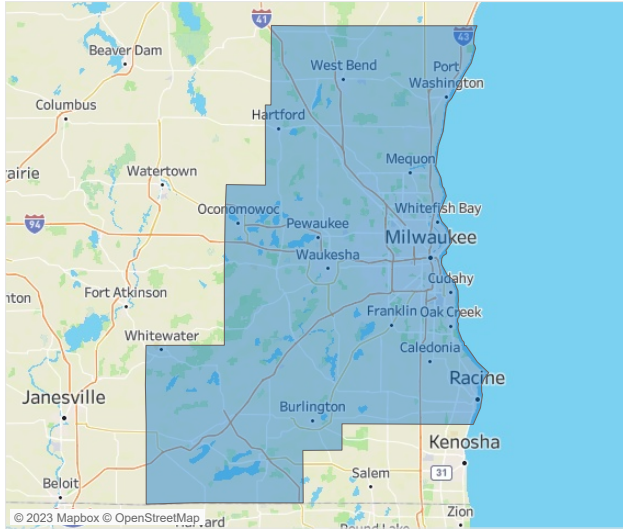 41
43
Beaver Dam
West Bend
Port
Washington
Columbus
Hartford
Mequon
rairie
Watertown
Oconomowoc
Whitefish Bay
94
Pewaukee
Milwaukee
Waukesha
Cudahy
nton
Fort Atkinson
Franklin
Oak Creek
Whitewater
Caledonia
Racine
Janesville
Burlington
Kenosha
Salem
31
Beloit
Zion
© 2023 Mapbox © OpenStreetMap